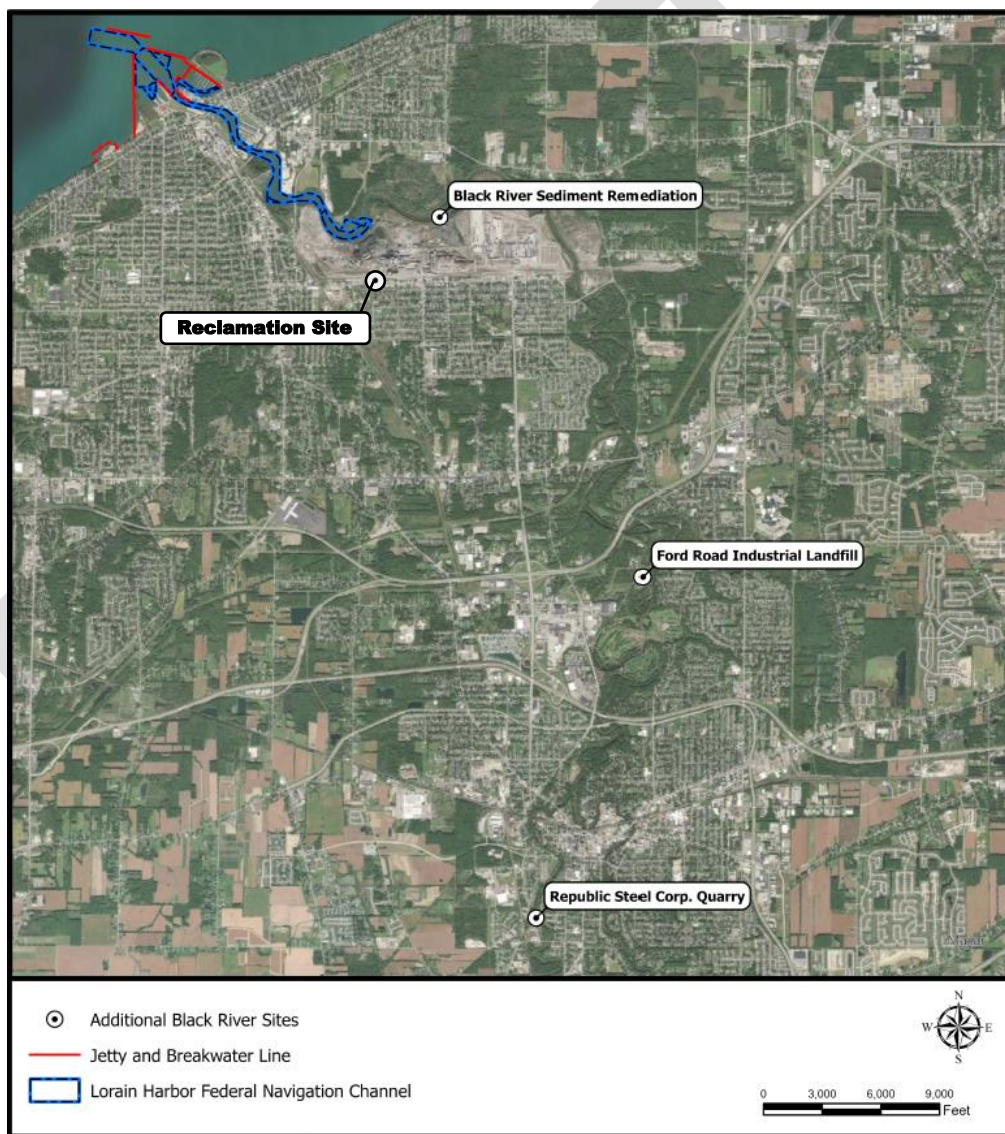 Black River Sediment Remediation
Reclamation Site
Ford Road Industrial Landfill
Republic Steel Corp. Quarry
Additional Black River Sites
Jetty and Breakwater Line
Lorain Harbor Federal Navigation Channel
N
W E
S
0 3,000 6,000 9,000
Feet